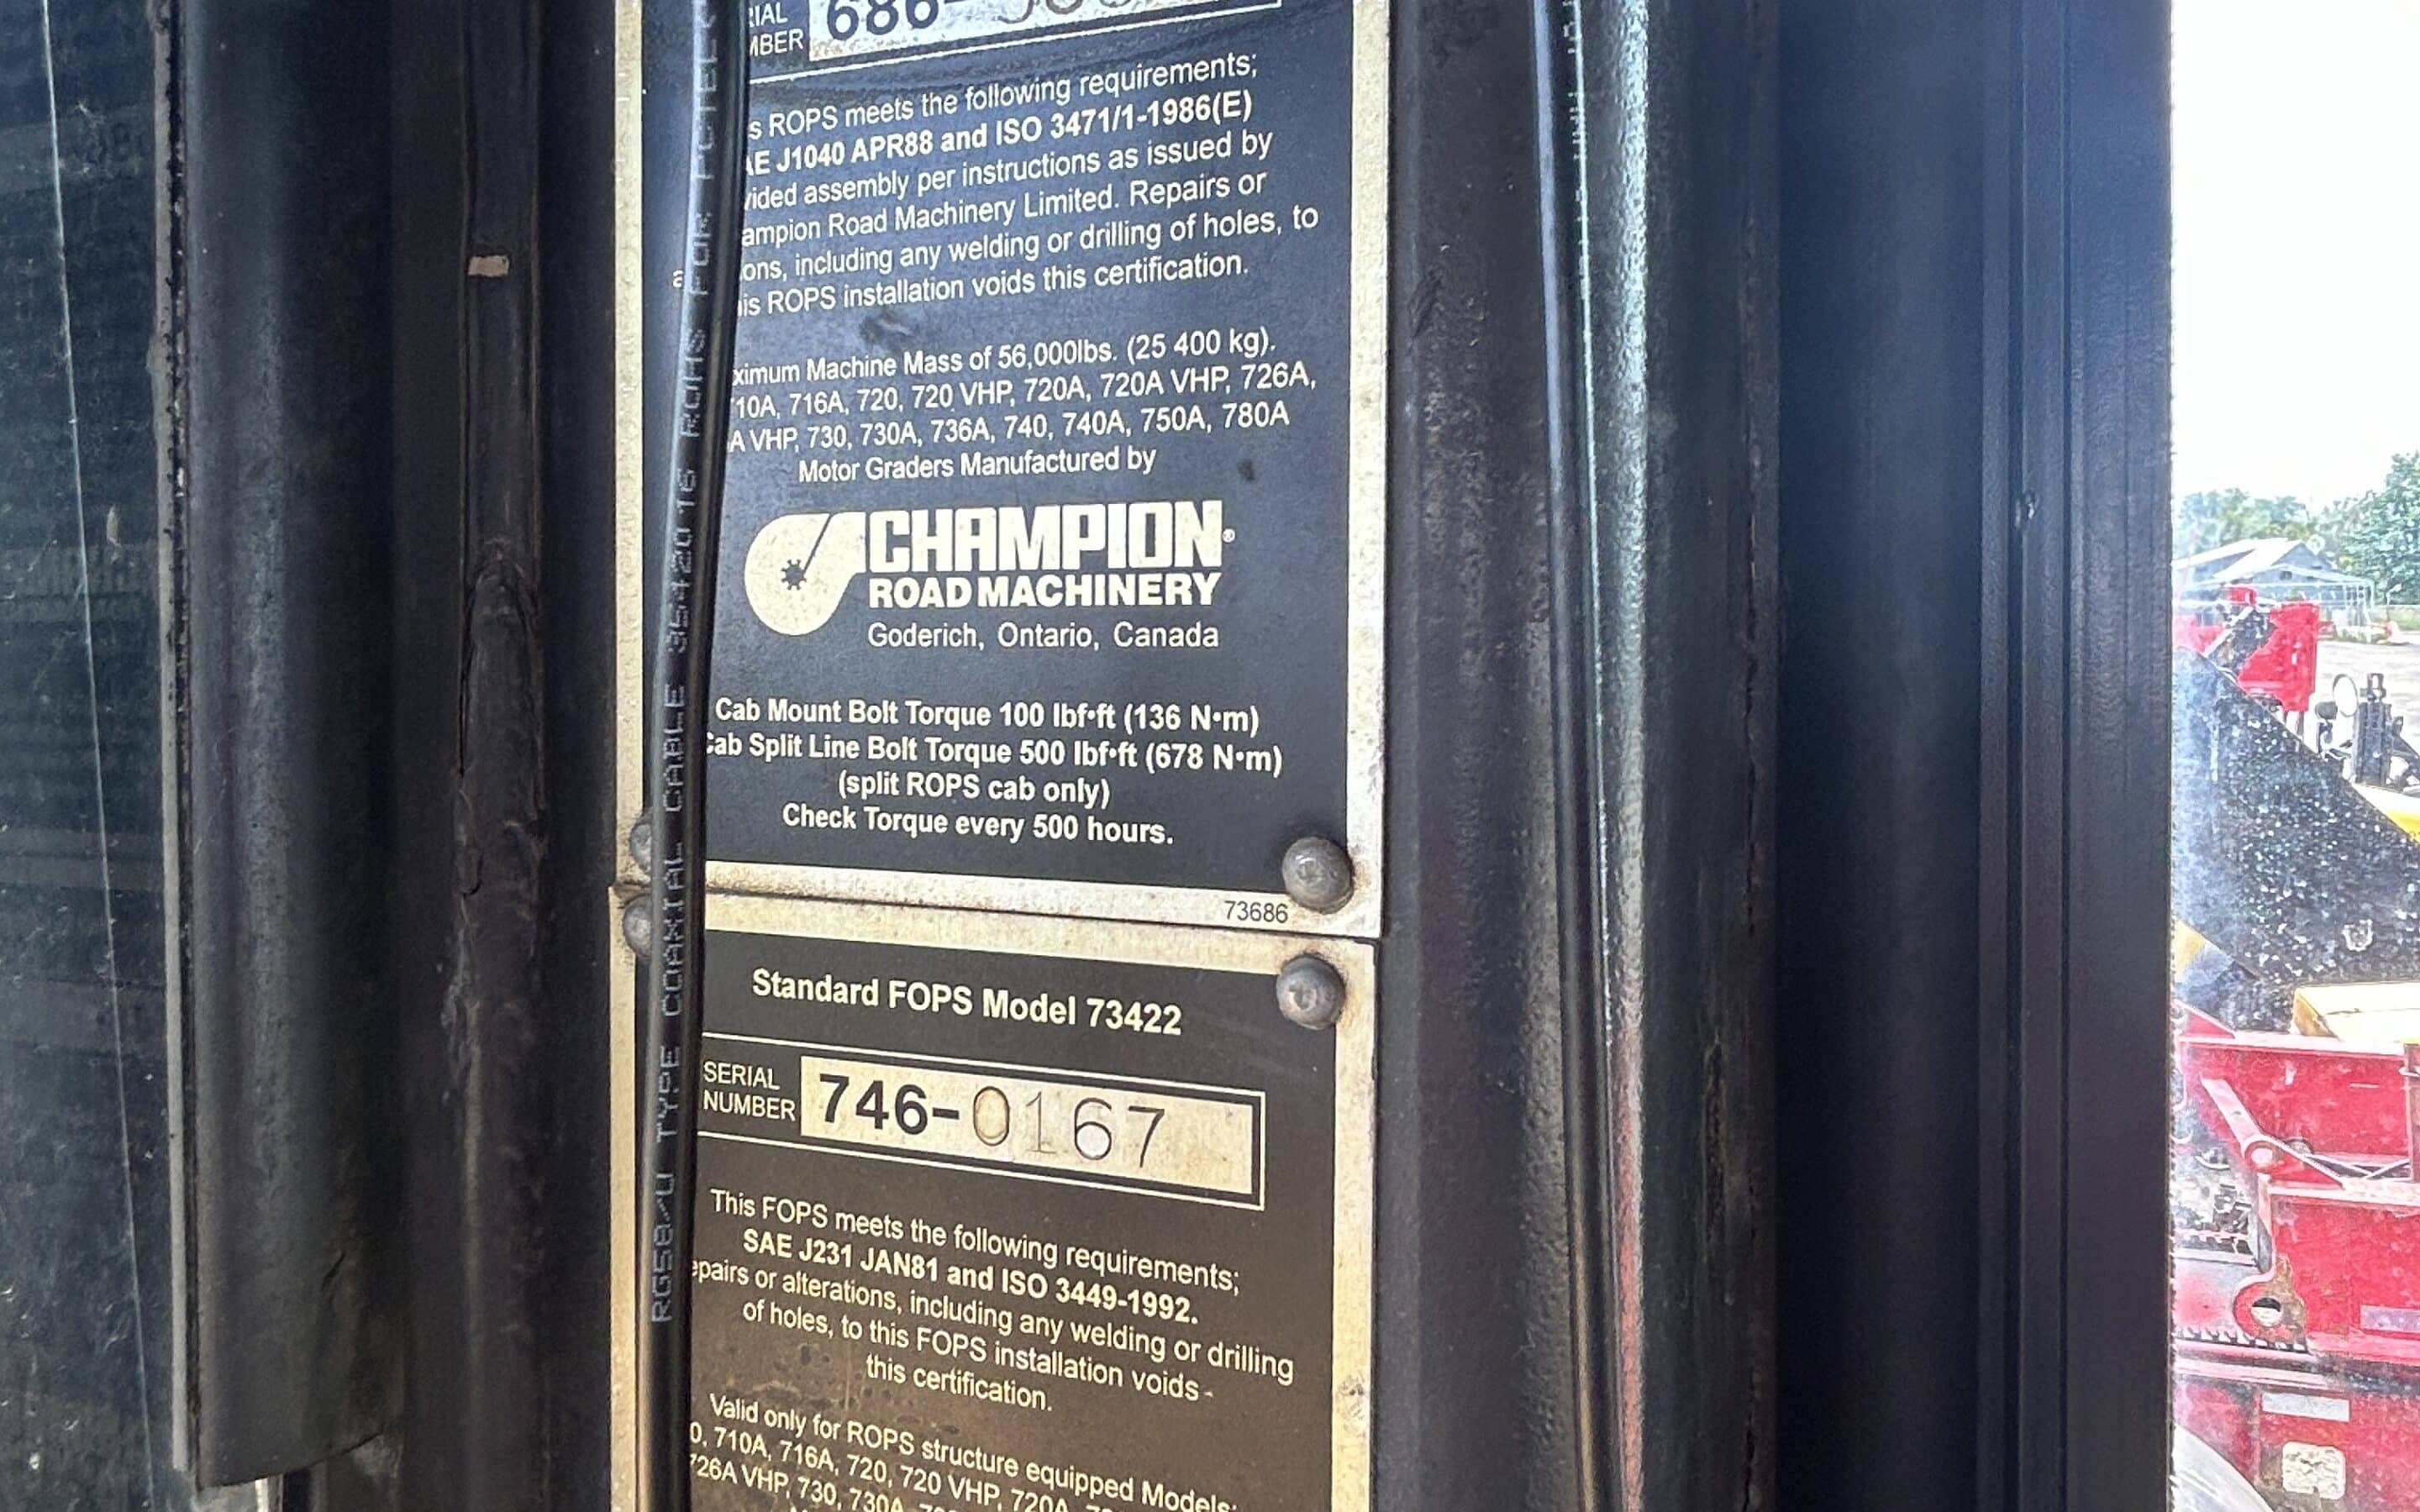 686-
s ROPS meets the following requirements;
AE J1040 APR88 and ISO 3471/1-1986(E)
vided assembly per instructions as issued by
ampion Road Machinery Limited. Repairs or
a ons, including any welding or drilling of holes, to
is ROPS installation voids this certification.
ximum Machine Mass of 56,000lbs. (25 400 kg).
10A, 716A, 720, 720 VHP, 720A, 720A VHP, 726A,
A VHP, 730, 730A, 736A, 740, 740A, 750A, 780A
Motor Graders Manufactured by
CHAMPION®
ROAD MACHINERY
Goderich, Ontario, Canada
Cab Mount Bolt Torque 100 lbf•ft (136 N•m)
Cab Split Line Bolt Torque 500 lbf•ft (678 N•m)
(split ROPS cab only)
Check Torque every 500 hours.
73686
Standard FOPS Model 73422
SERIAL
NUMBER
746-0167
This FOPS meets the following requirements;
SAE J231 JAN81 and ISO 3449-1992.
epairs or alterations, including any welding or drilling
of holes, to this FOPS installation voids -
this certification.
Valid only for ROPS structure equipped Models:
0, 710A, 716A, 720, 720 VHP, 720A,
726A VHP, 730, 730A,
RG58/U TYPE COAXIAL CABLE 3542016 ROHS FOR